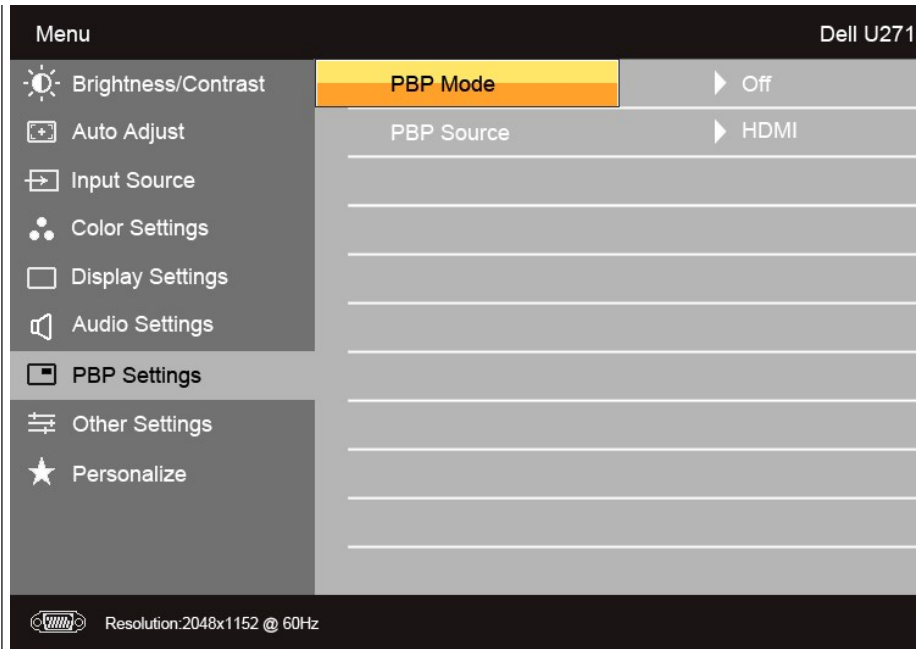 Menu Dell U271
Brightness/Contrast PBP Mode Off
Auto Adjust PBP Source HDMI
Input Source
Color Settings
Display Settings
Audio Settings
PBP Settings
Other Settings
Personalize
Resolution:2048x1152 @ 60Hz